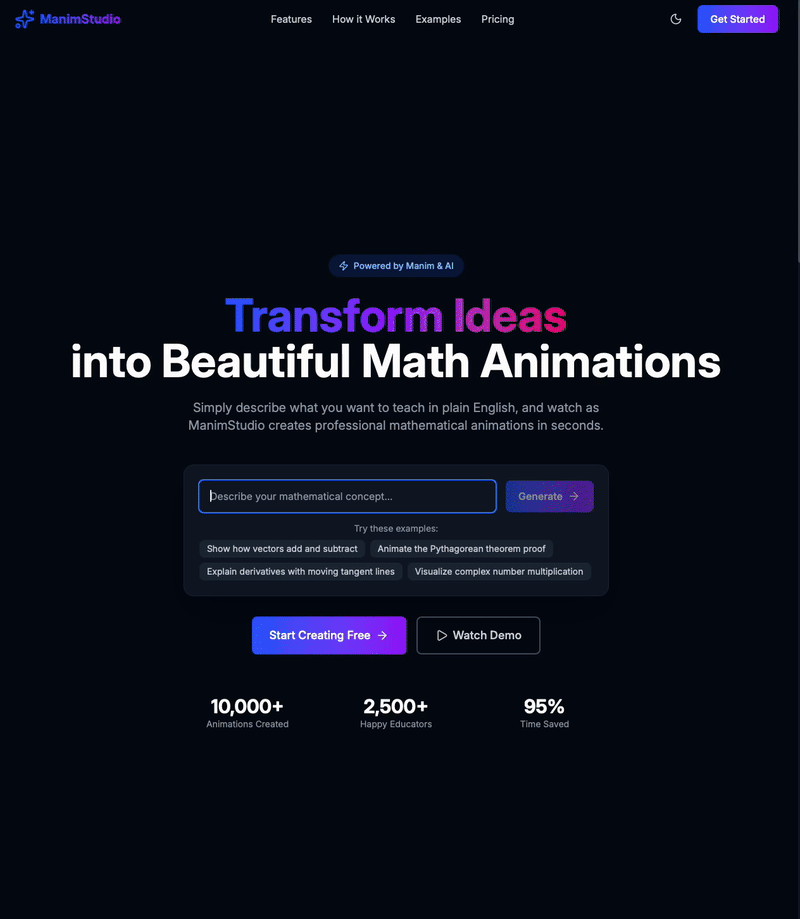 ManimStudio
Features How it Works Examples Pricing
Get Started
Powered by Manim & AI
Transform Ideas
into Beautiful Math Animations
Simply describe what you want to teach in plain English, and watch as
ManimStudio creates professional mathematical animations in seconds.
Describe your mathematical concept...
Generate
Try these examples:
Show how vectors add and subtract
Animate the Pythagorean theorem proof
Explain derivatives with moving tangent lines
Visualize complex number multiplication
Start Creating Free
Watch Demo
10,000+ 2,500+ 95%
Animations Created Happy Educators Time Saved